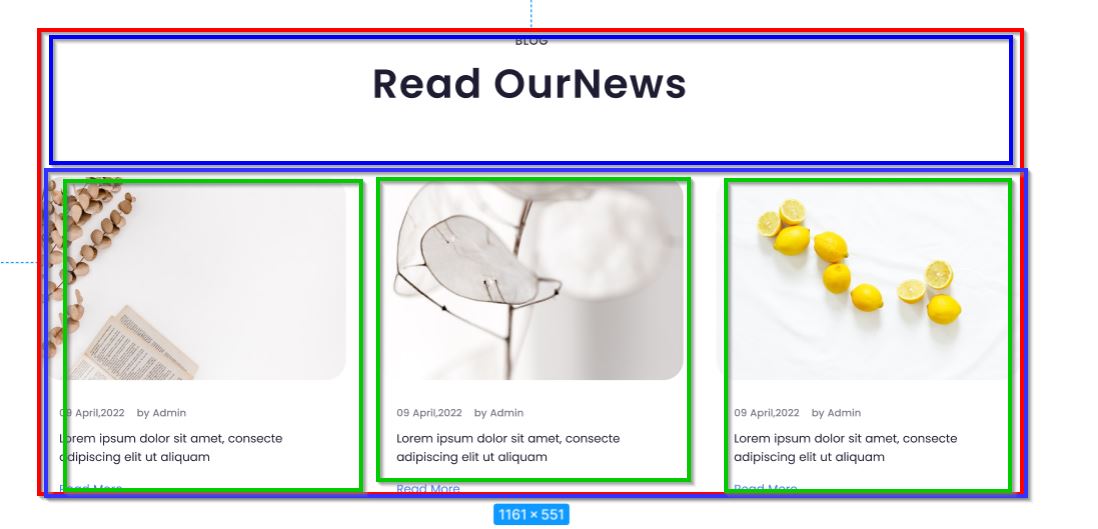 BLOG
Read OurNews
09 April,2022 by Admin
Lorem ipsum dolor sit amet, consecte
adipiscing elit ut aliquam
Read More
09 April,2022 by Admin
Lorem ipsum dolor sit amet, consecte
adipiscing elit ut aliquam
Read More
09 April,2022 by Admin
Lorem ipsum dolor sit amet, consecte
adipiscing elit ut aliquam
Read More
1161 × 551